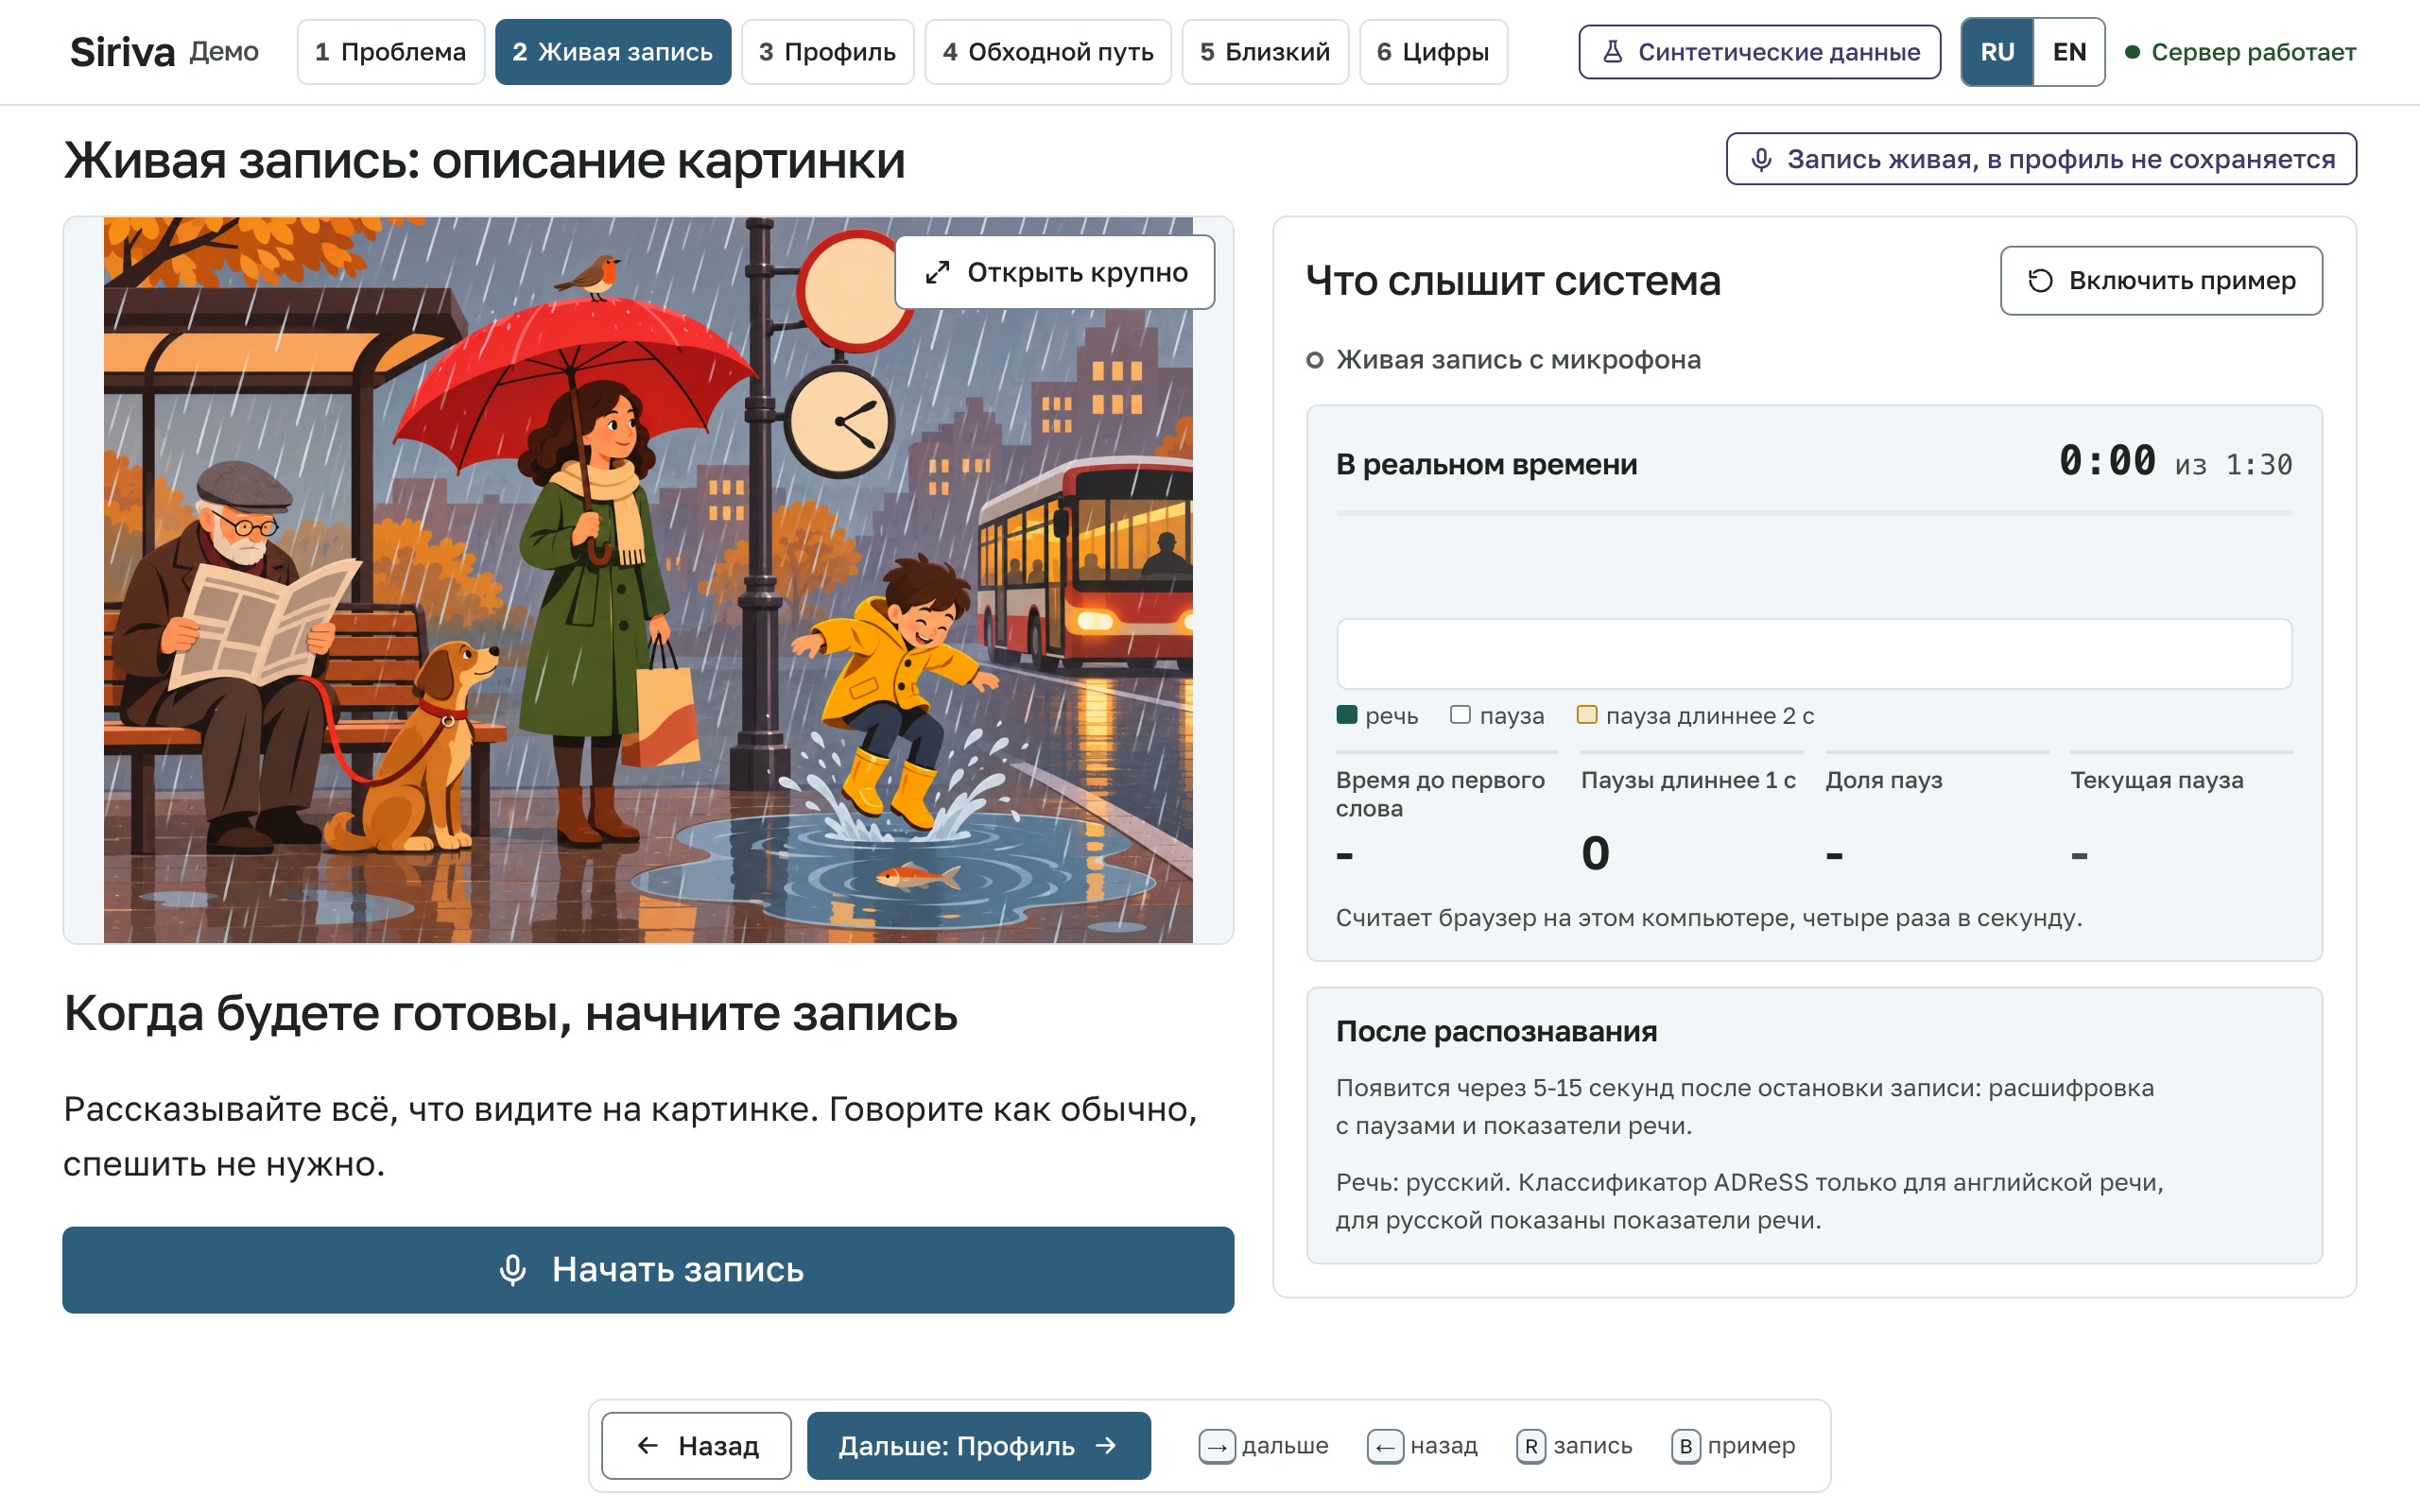 Siriva Демо
1 Проблема
2 Живая запись
3 Профиль
4 Обходной путь
5 Близкий
6 Цифры
Синтетические данные
RU EN
Сервер работает
Живая запись: описание картинки
Запись живая, в профиль не сохраняется
Открыть крупно
Когда будете готовы, начните запись
Рассказывайте всё, что видите на картинке. Говорите как обычно,
спешить не нужно.
Начать запись
Что слышит система
Включить пример
Живая запись с микрофона
В реальном времени
0:00 из 1:30
речь
пауза
пауза длиннее 2 с
Время до первого
слова
-
Паузы длиннее 1 с
0
Доля пауз
-
Текущая пауза
-
Считает браузер на этом компьютере, четыре раза в секунду.
После распознавания
Появится через 5-15 секунд после остановки записи: расшифровка
с паузами и показатели речи.
Речь: русский. Классификатор ADReSS только для английской речи,
для русской показаны показатели речи.
← Назад
Дальше: Профиль →
→ дальше
← назад
R запись
B пример